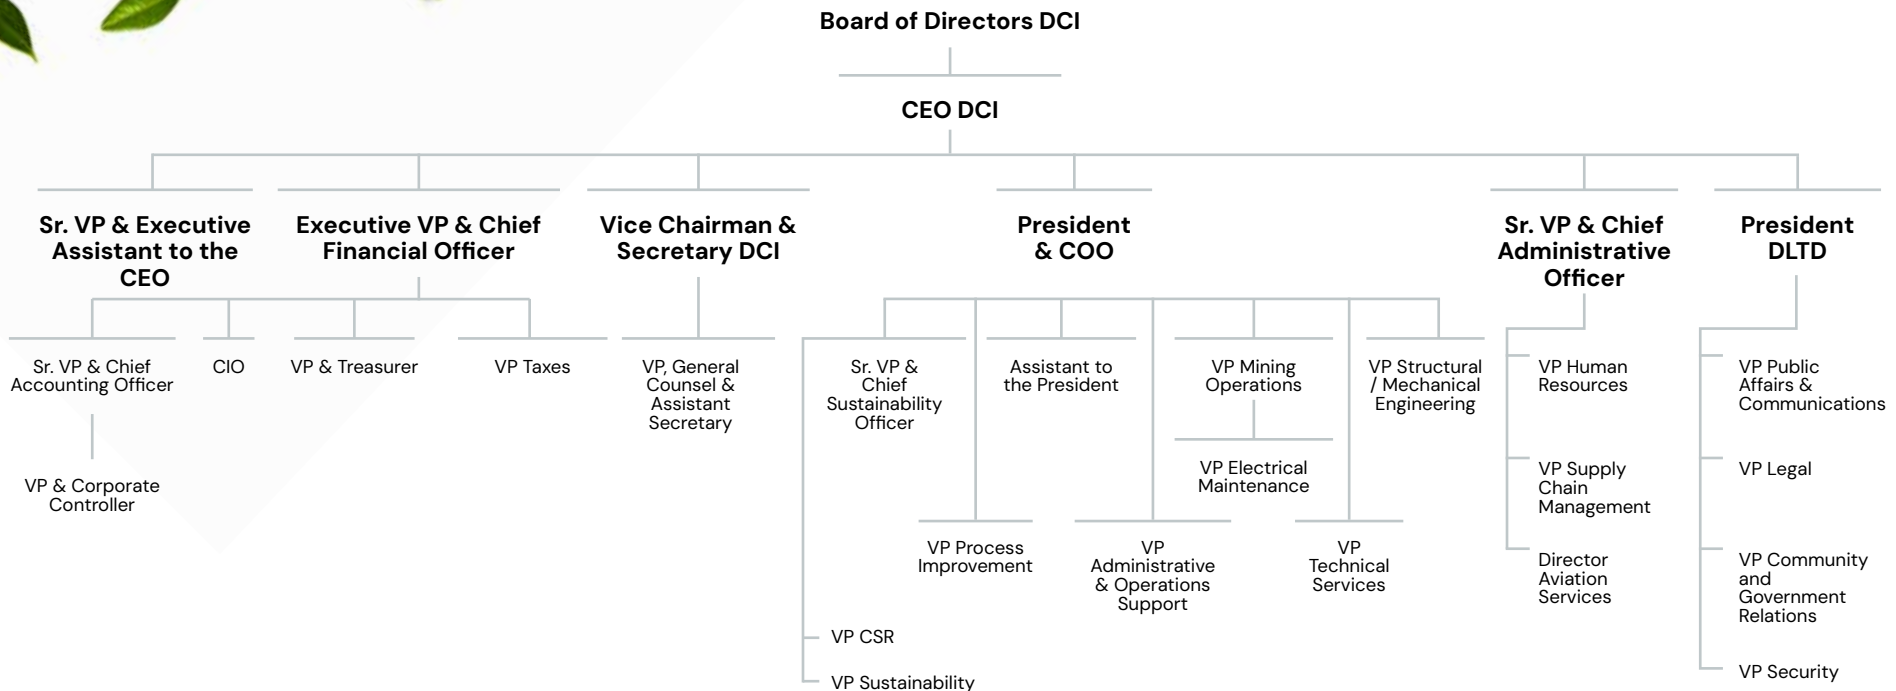 Board of Directors DCI
CEO DCI
Sr. VP & Executive
Assistant to the
CEO
Executive VP & Chief
Financial Officer
Vice Chairman &
Secretary DCI
President
& COO
Sr. VP & Chief
Administrative
Officer
President
DLTD
Sr. VP & Chief
Accounting Officer
CIO
VP & Treasurer
VP Taxes
VP, General
Counsel &
Assistant
Secretary
Sr. VP &
Chief
Sustainability
Officer
Assistant to
the President
VP Mining
Operations
VP Structural
/ Mechanical
Engineering
VP Human
Resources
VP Public
Affairs &
Communications
VP & Corporate
Controller
VP Electrical
Maintenance
VP Supply
Chain
Management
VP Legal
VP Process
Improvement
VP
Administrative
& Operations
Support
VP
Technical
Services
Director
Aviation
Services
VP Community
and
Government
Relations
VP CSR
VP Sustainability
VP Security